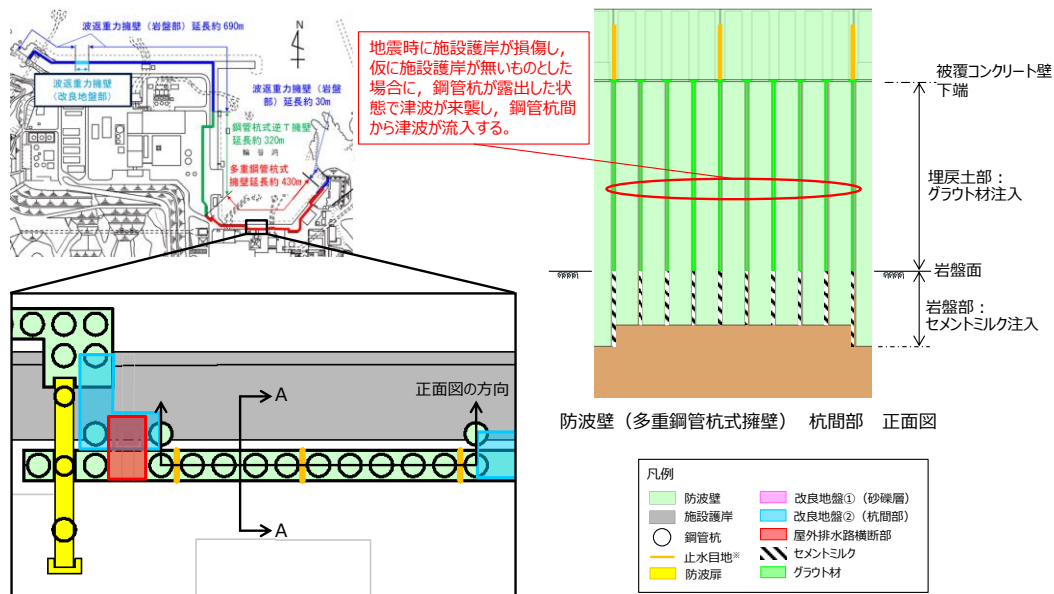 波返重力擁壁（岩盤部）延長約690m
N
波返重力擁壁
（改良地盤部）
波返重力擁壁（岩盤
部）延長約30m
鋼管杭式逆T擁壁
延長約320m
輪谷湾
多重鋼管杭式
擁壁延長約430m
地震時に施設護岸が損傷し，
仮に施設護岸が無いものとした
場合に，鋼管杭が露出した状
態で津波が来襲し，鋼管杭間
から津波が流入する。
被覆コンクリート壁
下端
埋戻土部：
グラウト材注入
岩盤面
岩盤部：
セメントミルク注入
防波壁（多重鋼管杭式擁壁） 杭間部 正面図
正面図の方向
A
A
凡例
防波壁
施設護岸
鋼管杭
止水目地※
防波扉
改良地盤①（砂礫層）
改良地盤②（杭間部）
屋外排水路横断部
セメントミルク
グラウト材